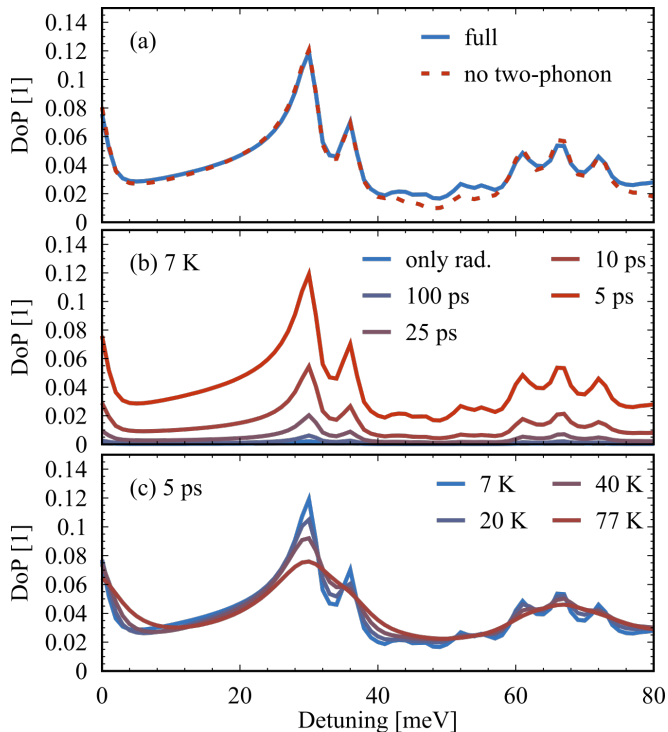 0.14
(a)
full
no two-phonon
0.12
0.1
0.08
0.06
0.04
0.02
0
DoP [1]
0.14
(b) 7 K
only rad.
10 ps
100 ps
5 ps
25 ps
0.12
0.1
0.08
0.06
0.04
0.02
0
DoP [1]
0.14
(c) 5 ps
7 K
40 K
20 K
77 K
0.12
0.1
0.08
0.06
0.04
0.02
0
DoP [1]
0
20
40
60
80
Detuning [meV]